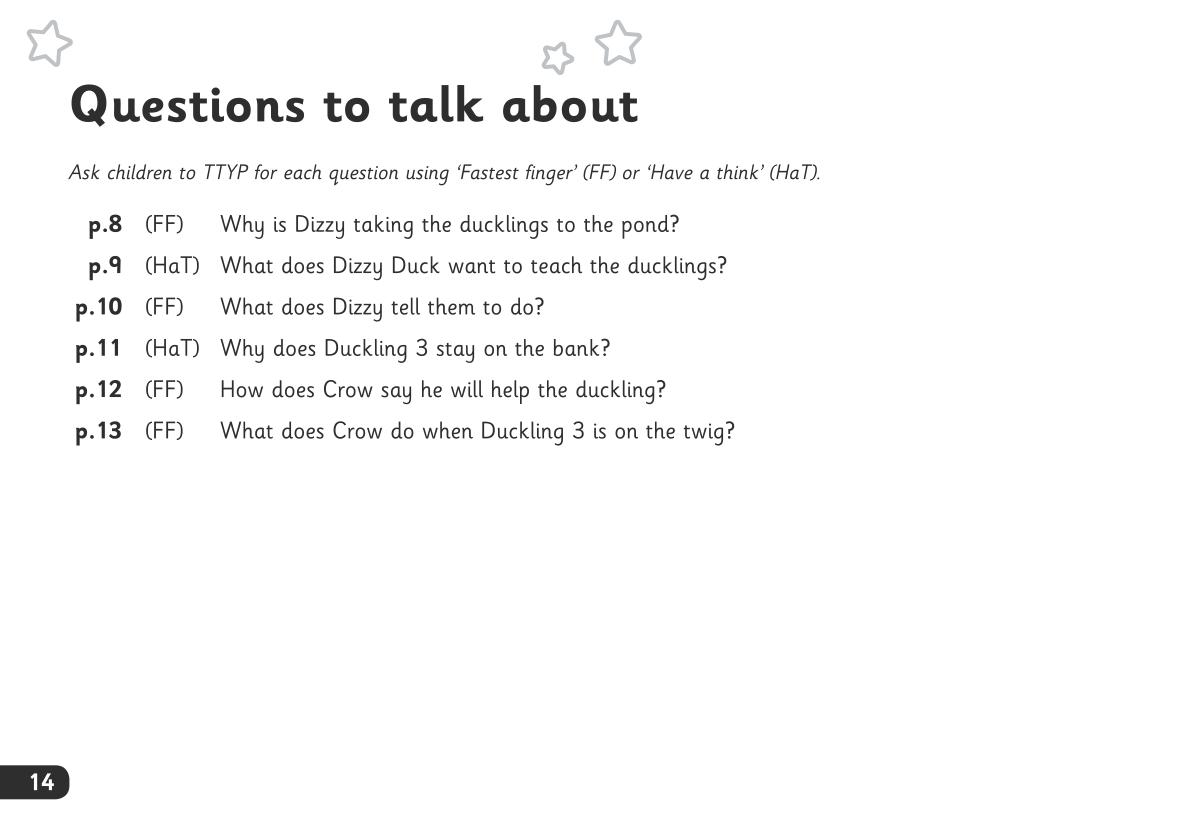 Questions to talk about
Ask children to TTYP for each question using ‘Fastest finger’ (FF) or ‘Have a think’ (HaT).
p.8 (FF) Why is Dizzy taking the ducklings to the pond?
p.9 (HaT) What does Dizzy Duck want to teach the ducklings?
p.10 (FF) What does Dizzy tell them to do?
p.11 (HaT) Why does Duckling 3 stay on the bank?
p.12 (FF) How does Crow say he will help the duckling?
p.13 (FF) What does Crow do when Duckling 3 is on the twig?
14